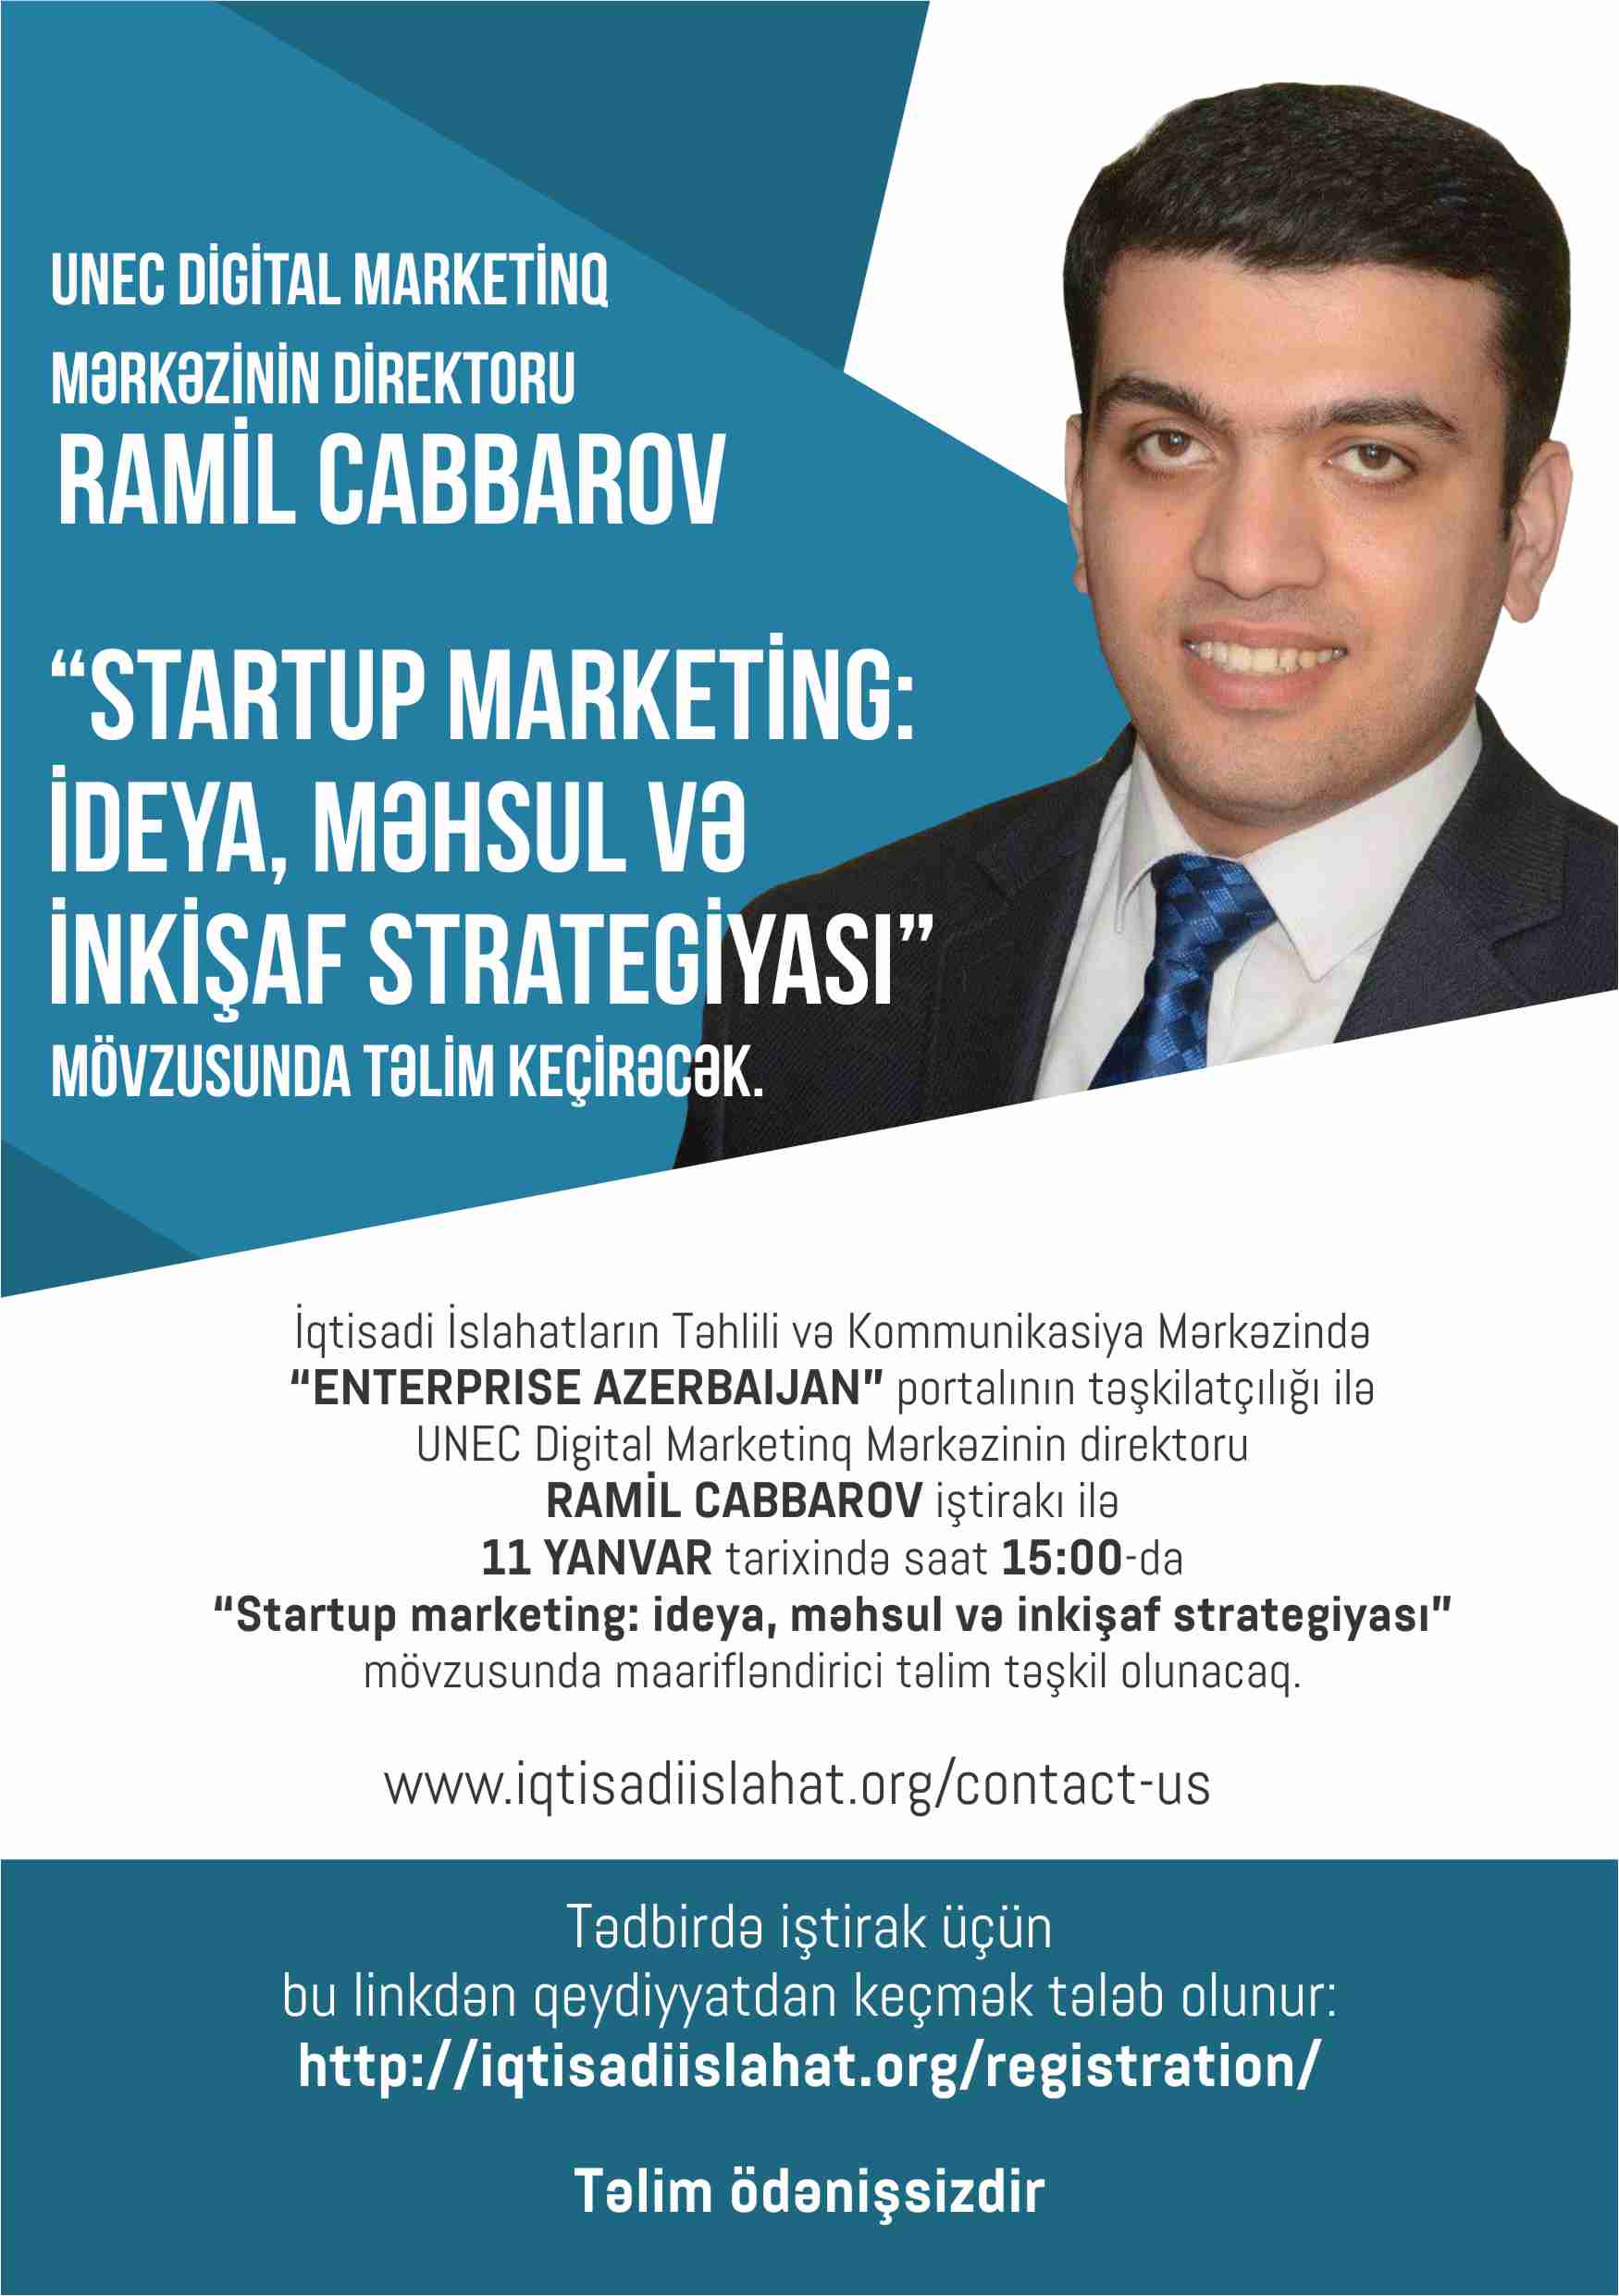 UNEC DİGİTAL MARKETİNQ
MƏRKƏZİNİN DİREKTORU
RAMİL CABBAROV
“STARTUP MARKETİNG:
İDEYA, MƏHSUL VƏ
İNKİŞAF STRATEGİYASI”
MÖVZUSUNDA TƏLİM KEÇİRƏCƏK.
İqtisadi İslahatların Təhlili və Kommunikasiya Mərkəzində
“ENTERPRISE AZERBAIJAN” portalının təşkilatçılığı ilə
UNEC Digital Marketinq Mərkəzinin direktoru
RAMİL CABBAROV iştirakı ilə
11 YANVAR tarixində saat 15:00-da
“Startup marketing: ideya, məhsul və inkişaf strategiyası”
mövzusunda maarifləndirici təlim təşkil olunacaq.
www.iqtisadiislahat.org/contact-us
Tədbirdə iştirak üçün
bu linkdən qeydiyyatdan keçmək tələb olunur:
http://iqtisadiislahat.org/registration/
Təlim ödənişsizdir